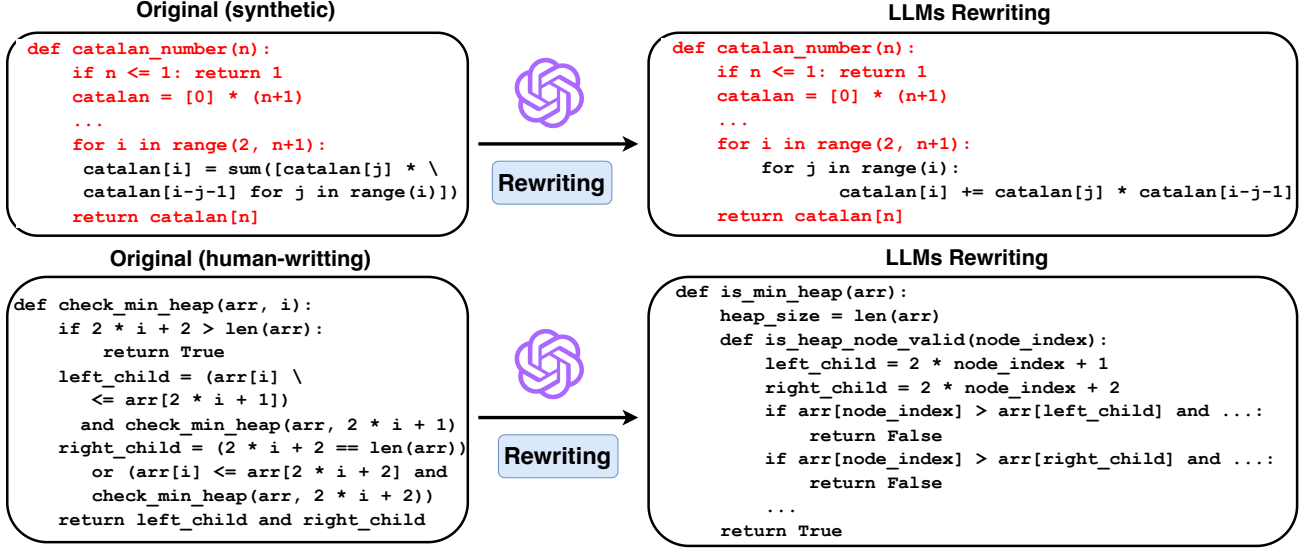 Original (synthetic)
def catalan_number(n):
    if n <= 1: return 1
    catalan = [0] * (n+1)
    ...
    for i in range(2, n+1):
     catalan[i] = sum([catalan[j] * \
     catalan[i-j-1] for j in range(i)])
    return catalan[n]
Rewriting
LLMs Rewriting
def catalan_number(n):
    if n <= 1: return 1
    catalan = [0] * (n+1)
    ...
    for i in range(2, n+1):
        for j in range(i):
            catalan[i] += catalan[j] * catalan[i-j-1]
    return catalan[n]
Original (human-writting)
def check_min_heap(arr, i):
    if 2 * i + 2 > len(arr):
        return True
    left_child = (arr[i] \
       <= arr[2 * i + 1])
      and check_min_heap(arr, 2 * i + 1)
    right_child = (2 * i + 2 == len(arr))
       or (arr[i] <= arr[2 * i + 2] and
       check_min_heap(arr, 2 * i + 2))
    return left_child and right_child
Rewriting
LLMs Rewriting
def is_min_heap(arr):
    heap_size = len(arr)
    def is_heap_node_valid(node_index):
        left_child = 2 * node_index + 1
        right_child = 2 * node_index + 2
        if arr[node_index] > arr[left_child] and ...:
            return False
        if arr[node_index] > arr[right_child] and ...:
            return False
        ...
    return True